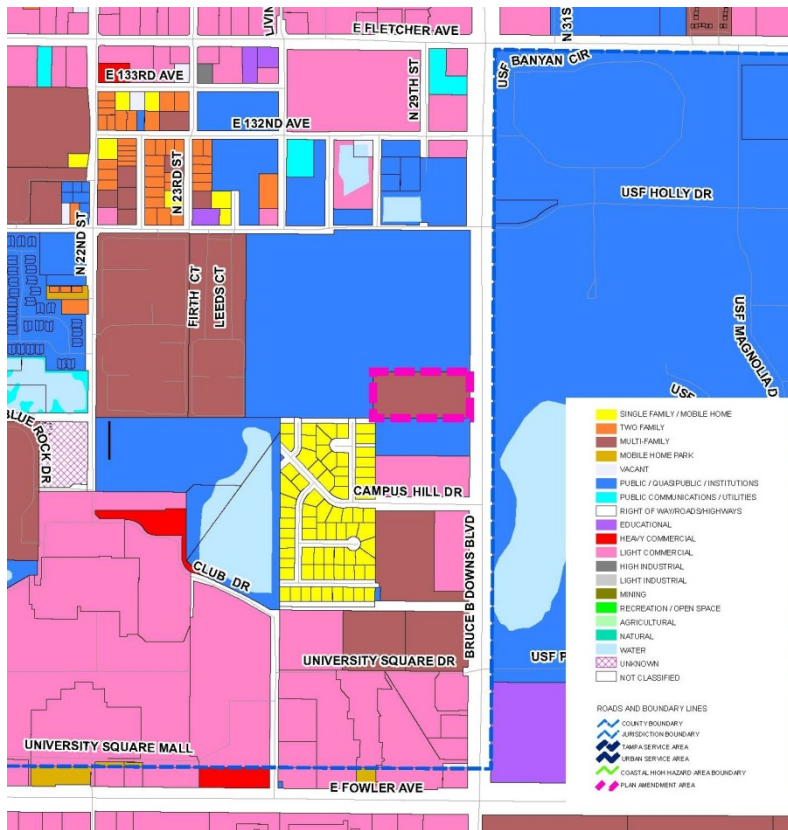 LIVIN
N 31S
E FLETCHER AVE
E 133RD AVE
N 29TH ST
USF
BANYAN CIR
E 132ND AVE
N 23RD ST
USF HOLLY DR
N 22ND ST
FIRTH CT
LEEDS CT
USF MAGNOLIA D
USF
BLUE ROCK DR
CAMPUS HILL DR
CLUB DR
BRUCE B DOWNS BLVD
UNIVERSITY SQUARE DR
USF P
UNIVERSITY SQUARE MALL
E FOWLER AVE
SINGLE FAMILY / MOBILE HOME
TWO FAMILY
MULTI-FAMILY
MOBILE HOME PARK
VACANT
PUBLIC / QUASIPUBLIC / INSTITUTIONS
PUBLIC COMMUNICATIONS / UTILITIES
RIGHT OF WAY/ROADS/HIGHWAYS
EDUCATIONAL
HEAVY COMMERCIAL
LIGHT COMMERCIAL
HIGH INDUSTRIAL
LIGHT INDUSTRIAL
MINING
RECREATION / OPEN SPACE
AGRICULTURAL
NATURAL
WATER
UNKNOWN
NOT CLASSIFIED
ROADS AND BOUNDARY LINES
COUNTY BOUNDARY
JURISDICTION BOUNDARY
TAMPA SERVICE AREA
URBAN SERVICE AREA
COASTAL HIGH HAZARD AREA BOUNDARY
PLAN AMENDMENT AREA